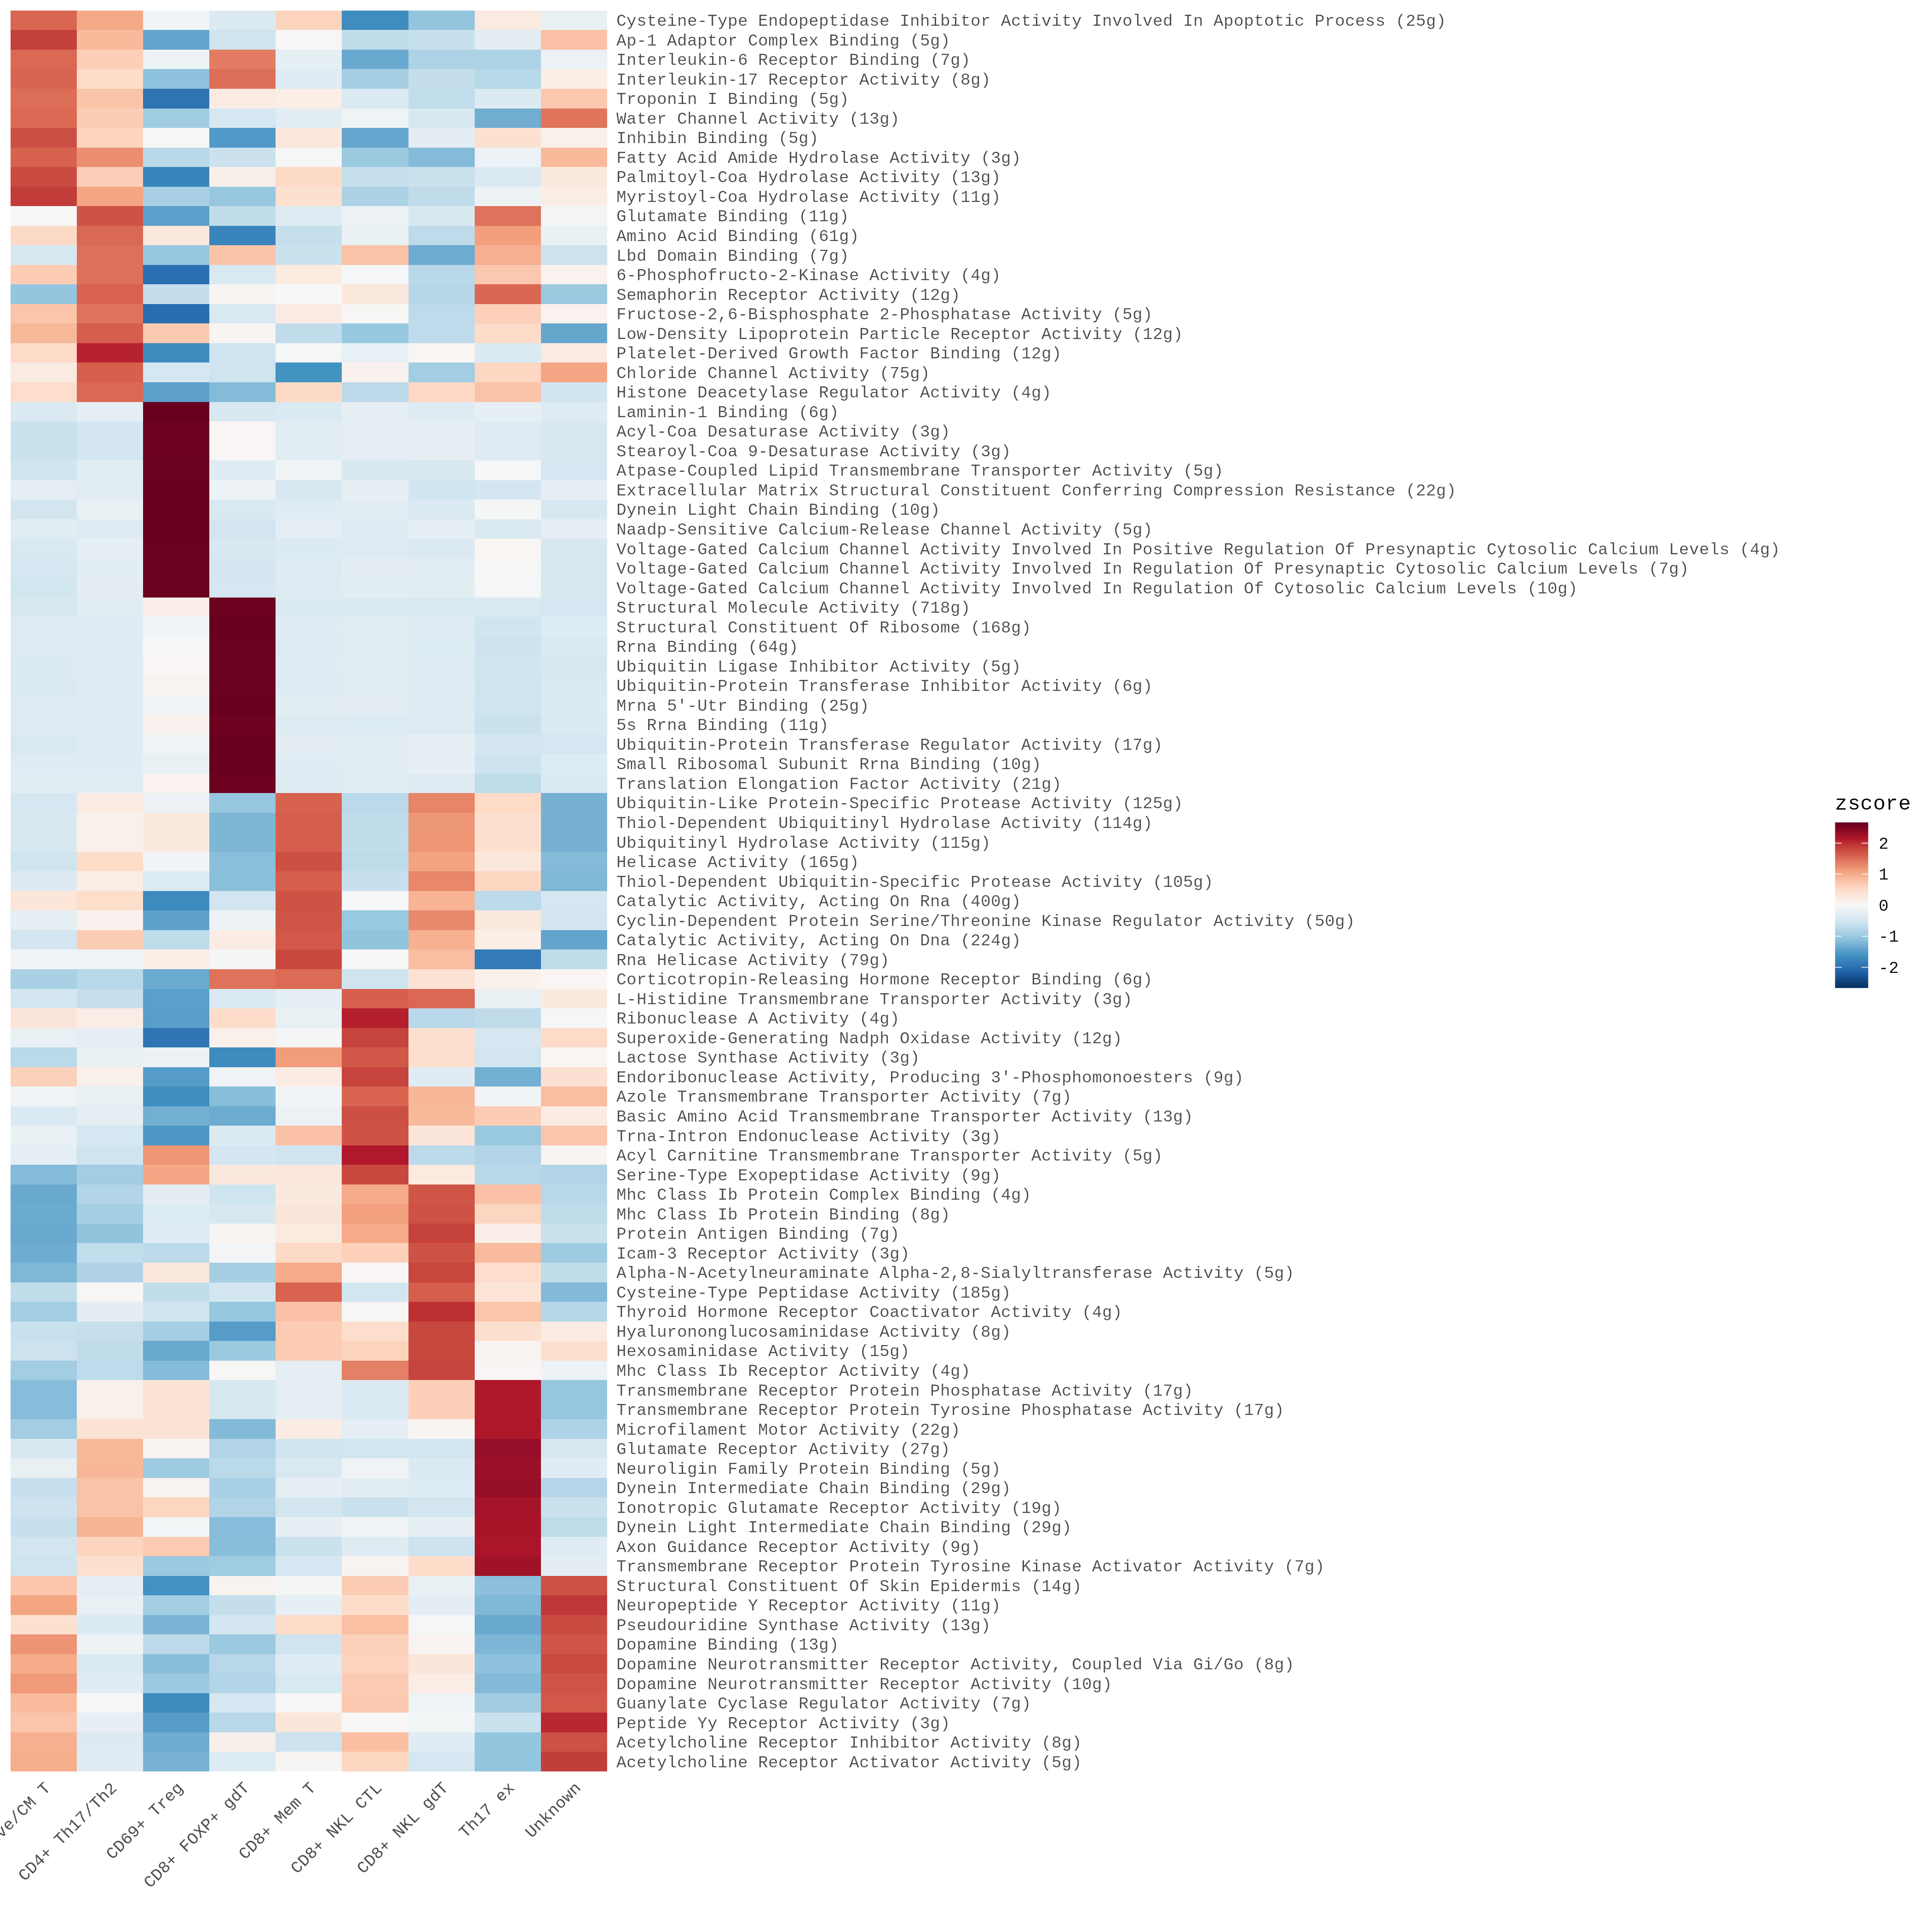 Cysteine-Type Endopeptidase Inhibitor Activity Involved In Apoptotic Process (25g)
Ap-1 Adaptor Complex Binding (5g)
Interleukin-6 Receptor Binding (7g)
Interleukin-17 Receptor Activity (8g)
Troponin I Binding (5g)
Water Channel Activity (13g)
Inhibin Binding (5g)
Fatty Acid Amide Hydrolase Activity (3g)
Palmitoyl-Coa Hydrolase Activity (13g)
Myristoyl-Coa Hydrolase Activity (11g)
Glutamate Binding (11g)
Amino Acid Binding (61g)
Lbd Domain Binding (7g)
6-Phosphofructo-2-Kinase Activity (4g)
Semaphorin Receptor Activity (12g)
Fructose-2,6-Bisphosphate 2-Phosphatase Activity (5g)
Low-Density Lipoprotein Particle Receptor Activity (12g)
Platelet-Derived Growth Factor Binding (12g)
Chloride Channel Activity (75g)
Histone Deacetylase Regulator Activity (4g)
Laminin-1 Binding (6g)
Acyl-Coa Desaturase Activity (3g)
Stearoyl-Coa 9-Desaturase Activity (3g)
Atpase-Coupled Lipid Transmembrane Transporter Activity (5g)
Extracellular Matrix Structural Constituent Conferring Compression Resistance (22g)
Dynein Light Chain Binding (10g)
Naadp-Sensitive Calcium-Release Channel Activity (5g)
Voltage-Gated Calcium Channel Activity Involved In Positive Regulation Of Presynaptic Cytosolic Calcium Levels (4g)
Voltage-Gated Calcium Channel Activity Involved In Regulation Of Presynaptic Cytosolic Calcium Levels (7g)
Voltage-Gated Calcium Channel Activity Involved In Regulation Of Cytosolic Calcium Levels (10g)
Structural Molecule Activity (718g)
Structural Constituent Of Ribosome (168g)
Rrna Binding (64g)
Ubiquitin Ligase Inhibitor Activity (5g)
Ubiquitin-Protein Transferase Inhibitor Activity (6g)
Mrna 5'-Utr Binding (25g)
5s Rrna Binding (11g)
Ubiquitin-Protein Transferase Regulator Activity (17g)
Small Ribosomal Subunit Rrna Binding (10g)
Translation Elongation Factor Activity (21g)
Ubiquitin-Like Protein-Specific Protease Activity (125g)
Thiol-Dependent Ubiquitinyl Hydrolase Activity (114g)
Ubiquitinyl Hydrolase Activity (115g)
Helicase Activity (165g)
Thiol-Dependent Ubiquitin-Specific Protease Activity (105g)
Catalytic Activity, Acting On Rna (400g)
Cyclin-Dependent Protein Serine/Threonine Kinase Regulator Activity (50g)
Catalytic Activity, Acting On Dna (224g)
Rna Helicase Activity (79g)
Corticotropin-Releasing Hormone Receptor Binding (6g)
L-Histidine Transmembrane Transporter Activity (3g)
Ribonuclease A Activity (4g)
Superoxide-Generating Nadph Oxidase Activity (12g)
Lactose Synthase Activity (3g)
Endoribonuclease Activity, Producing 3'-Phosphomonoesters (9g)
Azole Transmembrane Transporter Activity (7g)
Basic Amino Acid Transmembrane Transporter Activity (13g)
Trna-Intron Endonuclease Activity (3g)
Acyl Carnitine Transmembrane Transporter Activity (5g)
Serine-Type Exopeptidase Activity (9g)
Mhc Class Ib Protein Complex Binding (4g)
Mhc Class Ib Protein Binding (8g)
Protein Antigen Binding (7g)
Icam-3 Receptor Activity (3g)
Alpha-N-Acetylneuraminate Alpha-2,8-Sialyltransferase Activity (5g)
Cysteine-Type Peptidase Activity (185g)
Thyroid Hormone Receptor Coactivator Activity (4g)
Hyalurononglucosaminidase Activity (8g)
Hexosaminidase Activity (15g)
Mhc Class Ib Receptor Activity (4g)
Transmembrane Receptor Protein Phosphatase Activity (17g)
Transmembrane Receptor Protein Tyrosine Phosphatase Activity (17g)
Microfilament Motor Activity (22g)
Glutamate Receptor Activity (27g)
Neuroligin Family Protein Binding (5g)
Dynein Intermediate Chain Binding (29g)
Ionotropic Glutamate Receptor Activity (19g)
Dynein Light Intermediate Chain Binding (29g)
Axon Guidance Receptor Activity (9g)
Transmembrane Receptor Protein Tyrosine Kinase Activator Activity (7g)
Structural Constituent Of Skin Epidermis (14g)
Neuropeptide Y Receptor Activity (11g)
Pseudouridine Synthase Activity (13g)
Dopamine Binding (13g)
Dopamine Neurotransmitter Receptor Activity, Coupled Via Gi/Go (8g)
Dopamine Neurotransmitter Receptor Activity (10g)
Guanylate Cyclase Regulator Activity (7g)
Peptide Yy Receptor Activity (3g)
Acetylcholine Receptor Inhibitor Activity (8g)
Acetylcholine Receptor Activator Activity (5g)
ve/CM T
CD4+ Th17/Th2
CD69+ Treg
CD8+ FOXP+ gdT
CD8+ Mem T
CD8+ NKL CTL
CD8+ NKL gdT
Th17 ex
Unknown
zscore
2
1
0
-1
-2